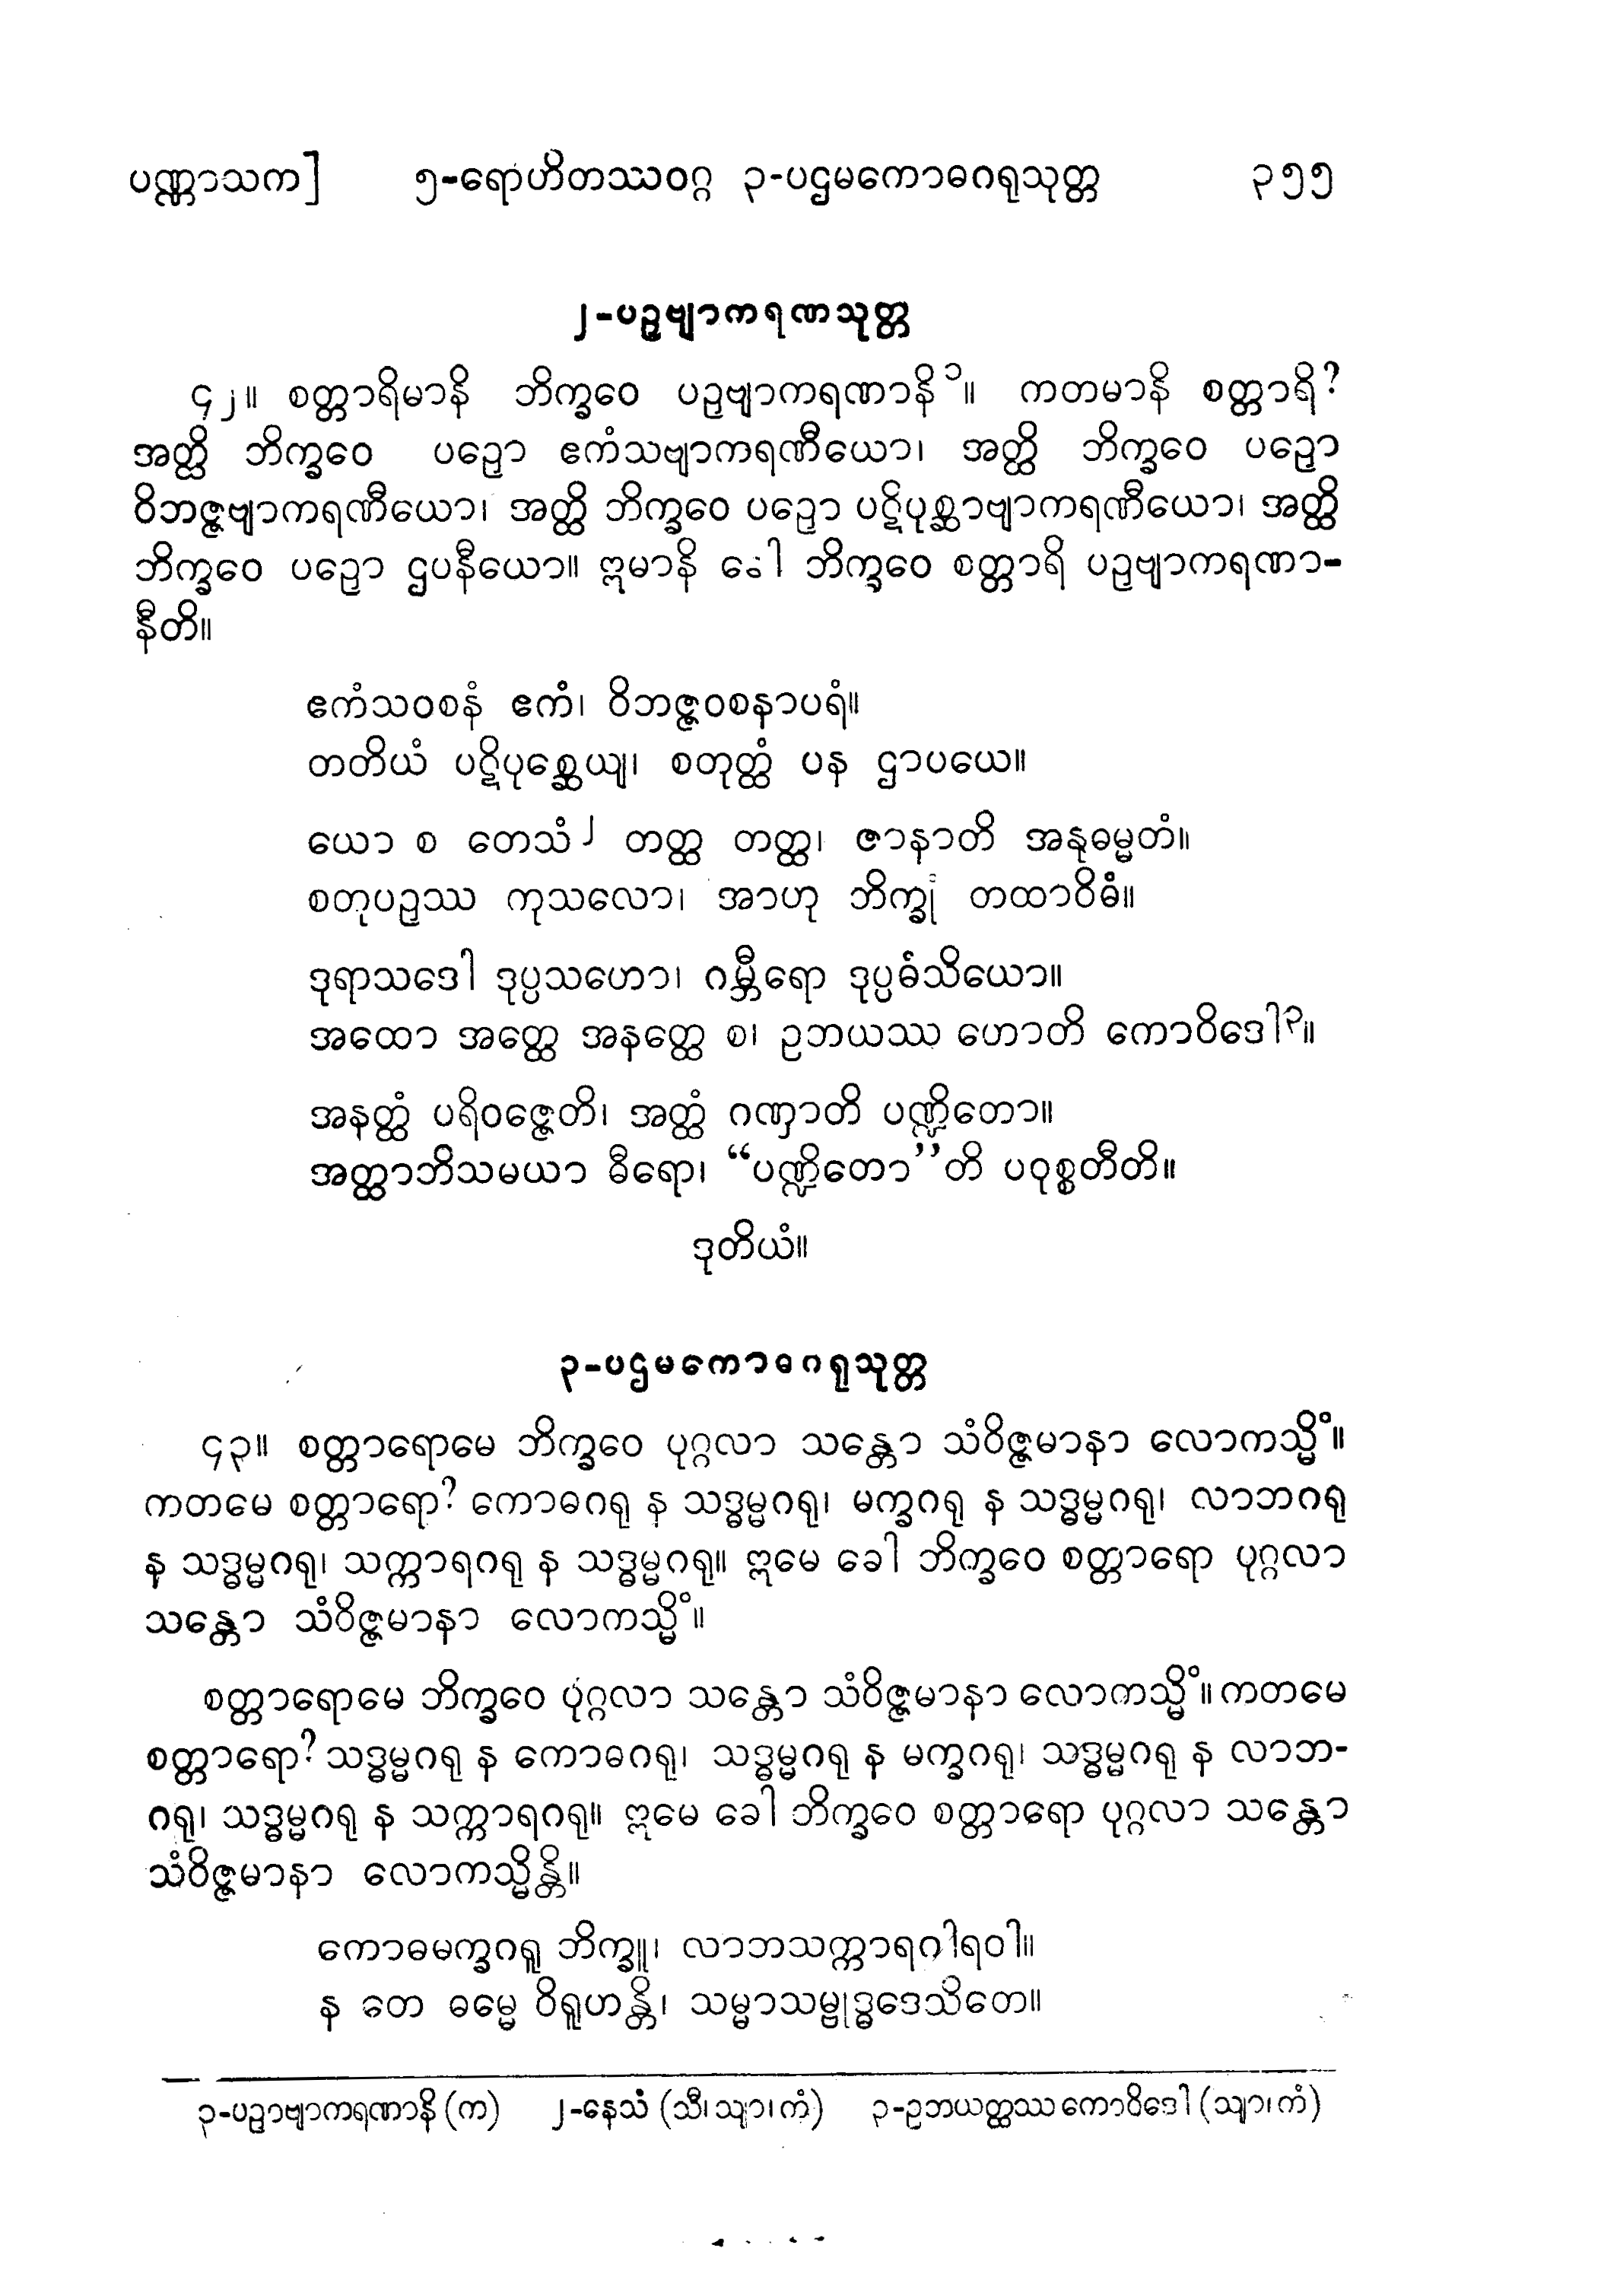 ပဏ္ဏာသက] ၅-ရောဟိတဿဝဂ္ဂ ၃-ပဌမကောဓဂရုသုတ္တ ၃၅၅
၂-ပဉှဗျာကရဏသုတ္တ
၄၂။ စတ္တာရိမာနိ ဘိက္ခဝေ ပဉှဗျာကရဏာနိ၁။ ကတမာနိ စတ္တာရိ?
အတ္ထိ ဘိက္ခဝေ ပဉှော ဧကံသဗျာကရဏီယော၊ အတ္ထိ ဘိက္ခဝေ ပဉှော
ဝိဘဇ္ဇဗျာကရဏီယော၊ အတ္ထိ ဘိက္ခဝေ ပဉှော ပဋိပုစ္ဆာဗျာကရဏီယော၊ အတ္ထိ
ဘိက္ခဝေ ပဉှော ဌပနီယော။ ဣမာနိ ခေါ ဘိက္ခဝေ စတ္တာရိ ပဉှဗျာကရဏာ-
နီတိ။
ဧကံသဝစနံ ဧကံ၊ ဝိဘဇ္ဇဝစနာပရံ။
တတိယံ ပဋိပုစ္ဆေယျ၊ စတုတ္ထံ ပန ဌာပယေ။
ယော စ တေသံ၂ တတ္ထ တတ္ထ၊ ဇာနာတိ အနုဓမ္မတံ။
စတုပဉှဿ ကုသလော၊ အာဟု ဘိက္ခုံ တထာဝိဓံ။
ဒုရာသဒေါ ဒုပ္ပသဟော၊ ဂမ္ဘီရော ဒုပ္ပဓံသိယော။
အထော အတ္ထေ အနတ္ထေ စ၊ ဥဘယဿ ဟောတိ ကောဝိဒေါ၃။
အနတ္ထံ ပရိဝဇ္ဇေတိ၊ အတ္ထံ ဂဏှာတိ ပဏ္ဍိတော။
အတ္ထာဘိသမယာ ဓီရော၊ “ပဏ္ဍိတော”တိ ပဝုစ္စတီတိ။
ဒုတိယံ။
၃-ပဌမကောဓဂရုသုတ္တ
၄၃။ စတ္တာရောမေ ဘိက္ခဝေ ပုဂ္ဂလာ သန္တော သံဝိဇ္ဇမာနာ လောကသ္မိံ။
ကတမေ စတ္တာရော? ကောဓဂရု န သဒ္ဓမ္မဂရု၊ မက္ခဂရု န သဒ္ဓမ္မဂရု၊ လာဘဂရု
န သဒ္ဓမ္မဂရု၊ သက္ကာရဂရု န သဒ္ဓမ္မဂရု။ ဣမေ ခေါ ဘိက္ခဝေ စတ္တာရော ပုဂ္ဂလာ
သန္တော သံဝိဇ္ဇမာနာ လောကသ္မိံ။
စတ္တာရောမေ ဘိက္ခဝေ ပုဂ္ဂလာ သန္တော သံဝိဇ္ဇမာနာ လောကသ္မိံ။ ကတမေ
စတ္တာရော? သဒ္ဓမ္မဂရု န ကောဓဂရု၊ သဒ္ဓမ္မဂရု န မက္ခဂရု၊ သဒ္ဓမ္မဂရု န လာဘ-
ဂရု၊ သဒ္ဓမ္မဂရု န သက္ကာရဂရု။ ဣမေ ခေါ ဘိက္ခဝေ စတ္တာရော ပုဂ္ဂလာ သန္တော
သံဝိဇ္ဇမာနာ လောကသ္မိန္တိ။
ကောဓမက္ခဂရူ ဘိက္ခူ၊ လာဘသက္ကာရဂါရဝါ။
န တေ ဓမ္မေ ဝိရူဟန္တိ၊ သမ္မာသမ္ဗုဒ္ဓဒေသိတေ။
၁-ပဉှာဗျာကရဏာနိ (က) ၂-နေသံ (သီ၊ သျာ၊ ကံ) ၃-ဥဘယတ္ထဿ ကောဝိဒေါ (သျာ၊ ကံ)